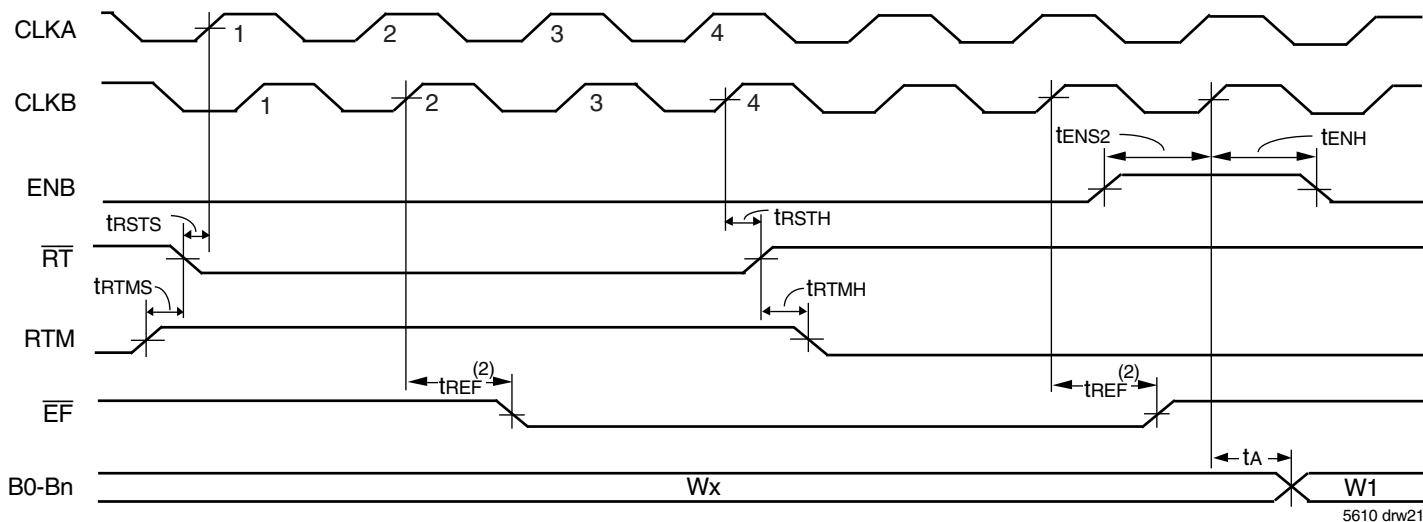 CLKA 1 2 3 4
CLKB 1 2 3 4
tENS2 tENH
ENB
tRSTS tRSTH
RT
tRTMS tRTMH
RTM
tREF(2) tREF(2)
EF
tA
B0-Bn Wx W1
5610 drw21